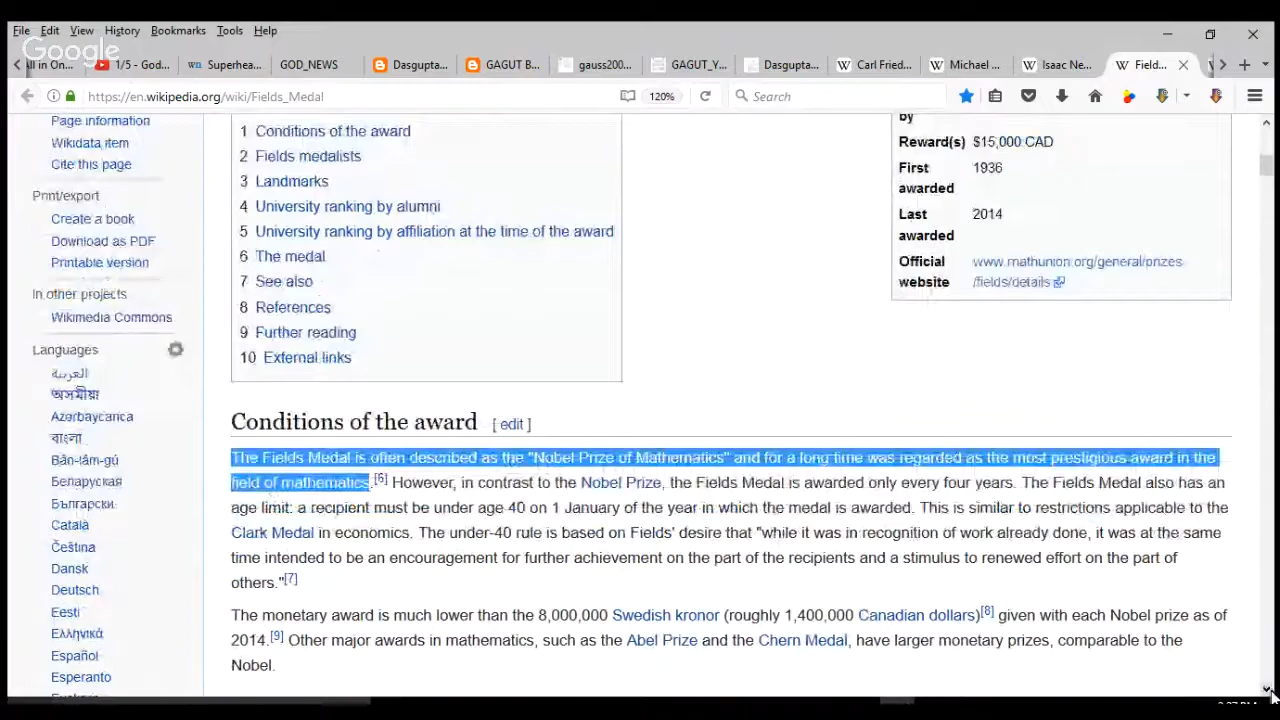 File Edit View History Bookmarks Tools Help
Google
ll in On... 1/5 - God... wn Superhea... GOD_NEWS Dasgupta... GAGUT B... gauss200... GAGUT_Y... Dasgupta... W Carl Fried... W Michael ... W Isaac Ne... W Field...
https://en.wikipedia.org/wiki/Fields_Medal 120% Search
Page information
Wikidata item
Cite this page
Print/export
Create a book
Download as PDF
Printable version
In other projects
Wikimedia Commons
Languages
العربية
অসমীয়া
Azərbaycanca
বাংলা
Bân-lâm-gú
Беларуская
Български
Català
Čeština
Dansk
Deutsch
Eesti
Ελληνικά
Español
Esperanto
1 Conditions of the award
2 Fields medalists
3 Landmarks
4 University ranking by alumni
5 University ranking by affiliation at the time of the award
6 The medal
7 See also
8 References
9 Further reading
10 External links
by
Reward(s) $15,000 CAD
First 1936
awarded
Last 2014
awarded
Official www.mathunion.org/general/prizes
website /fields/details
Conditions of the award [ edit ]
The Fields Medal is often described as the "Nobel Prize of Mathematics" and for a long time was regarded as the most prestigious award in the
field of mathematics.[6] However, in contrast to the Nobel Prize, the Fields Medal is awarded only every four years. The Fields Medal also has an
age limit: a recipient must be under age 40 on 1 January of the year in which the medal is awarded. This is similar to restrictions applicable to the
Clark Medal in economics. The under-40 rule is based on Fields' desire that "while it was in recognition of work already done, it was at the same
time intended to be an encouragement for further achievement on the part of the recipients and a stimulus to renewed effort on the part of
others."[7]
The monetary award is much lower than the 8,000,000 Swedish kronor (roughly 1,400,000 Canadian dollars)[8] given with each Nobel prize as of
2014.[9] Other major awards in mathematics, such as the Abel Prize and the Chern Medal, have larger monetary prizes, comparable to the
Nobel.